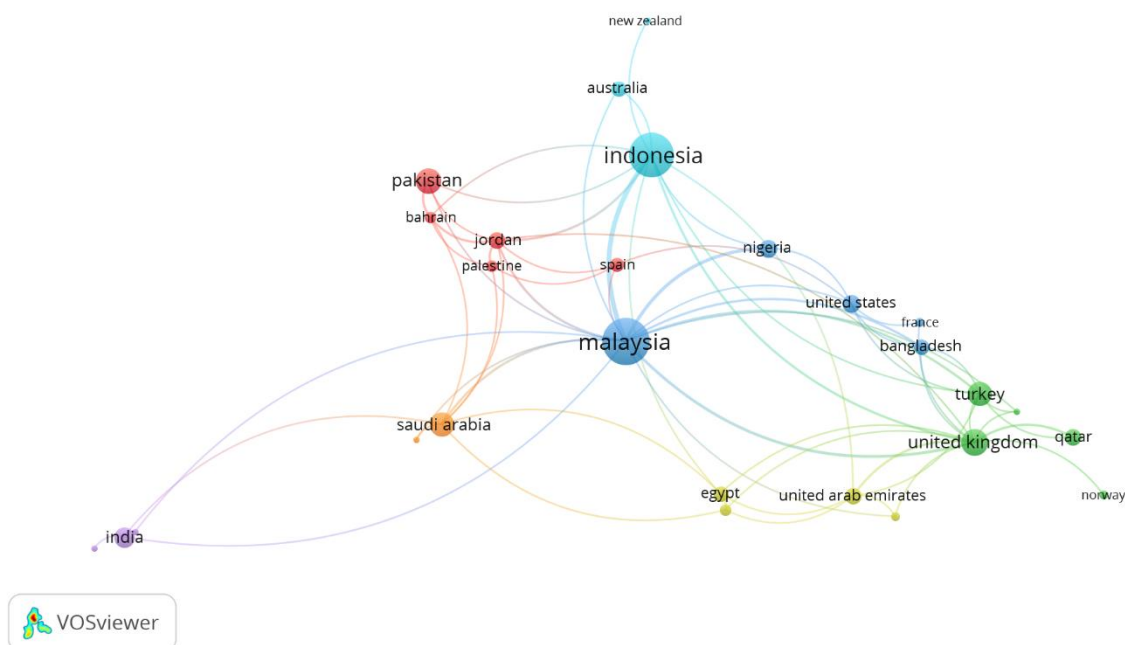 new zealand
australia
indonesia
pakistan
bahrain
jordan
nigeria
palestine
spain
united states
france
malaysia
bangladesh
turkey
saudi arabia
united kingdom
qatar
egypt
united arab emirates
norway
india
VOSviewer